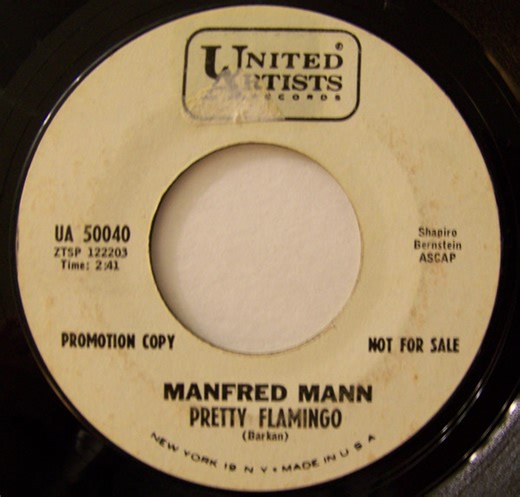 UNITED
ARTISTS
RECORDS
UA 50040
ZTSP 122203
Time: 2:41
Shapiro
Bernstein
ASCAP
PROMOTION COPY
NOT FOR SALE
MANFRED MANN
PRETTY FLAMINGO
(Barkan)
NEW YORK 19 N Y • MADE IN U S A